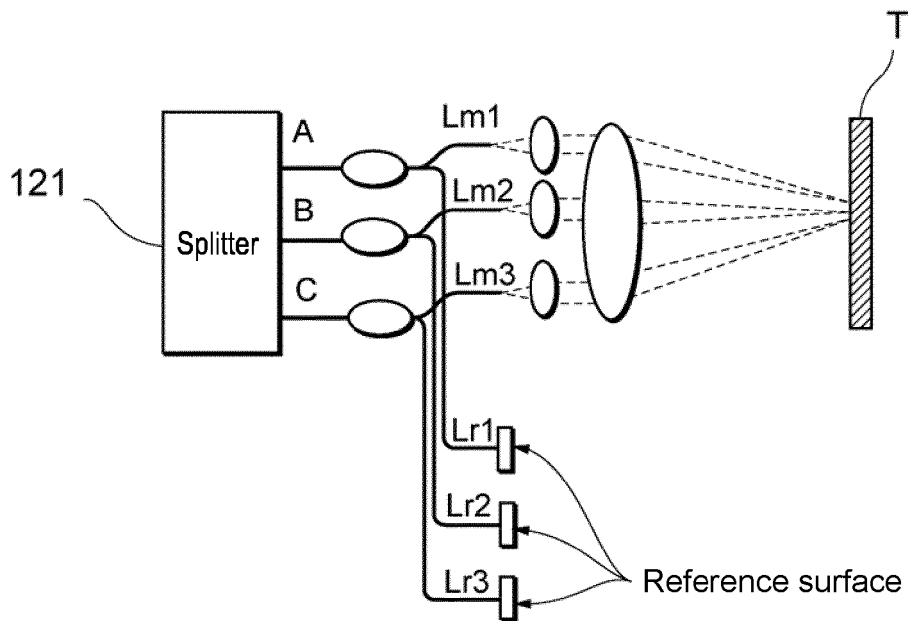 T
A
Lm1
121
B
Lm2
Splitter
C
Lm3
Lr1
Lr2
Lr3
Reference surface